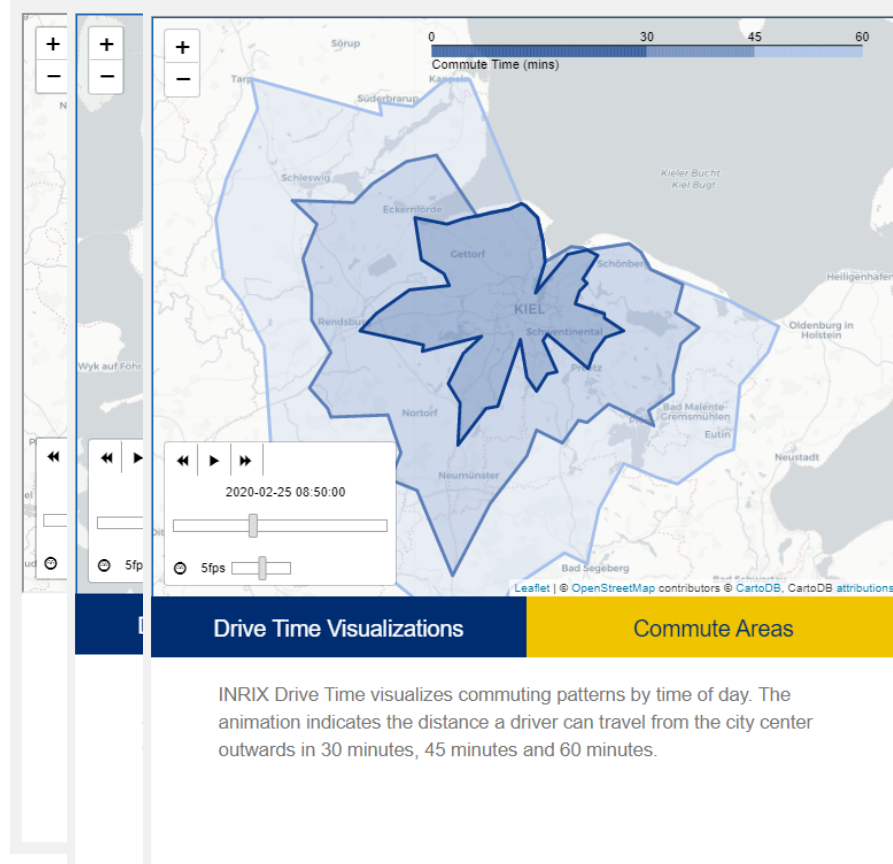 +
−
+
−
+
−
0 30 45 60
Commute Time (mins)
Sörup
Tarp
Kappeln
Süderbrarup
Kieler Bucht
Kiel Bugt
Schleswig
Eckernförde
Gettorf
Schönberg
Heiligenhafen
KIEL
Rendsburg
Schwentinental
Oldenburg in
Holstein
Wyk auf Föhr
Preetz
Nortorf
Bad Malente-
Gremsmühlen
Eutin
Neustadt
Neumünster
2020-02-25 08:50:00
5fps
5fp
Bad Segeberg
Leaflet | © OpenStreetMap contributors © CartoDB, CartoDB attributions
D
Drive Time Visualizations
Commute Areas
INRIX Drive Time visualizes commuting patterns by time of day. The
animation indicates the distance a driver can travel from the city center
outwards in 30 minutes, 45 minutes and 60 minutes.